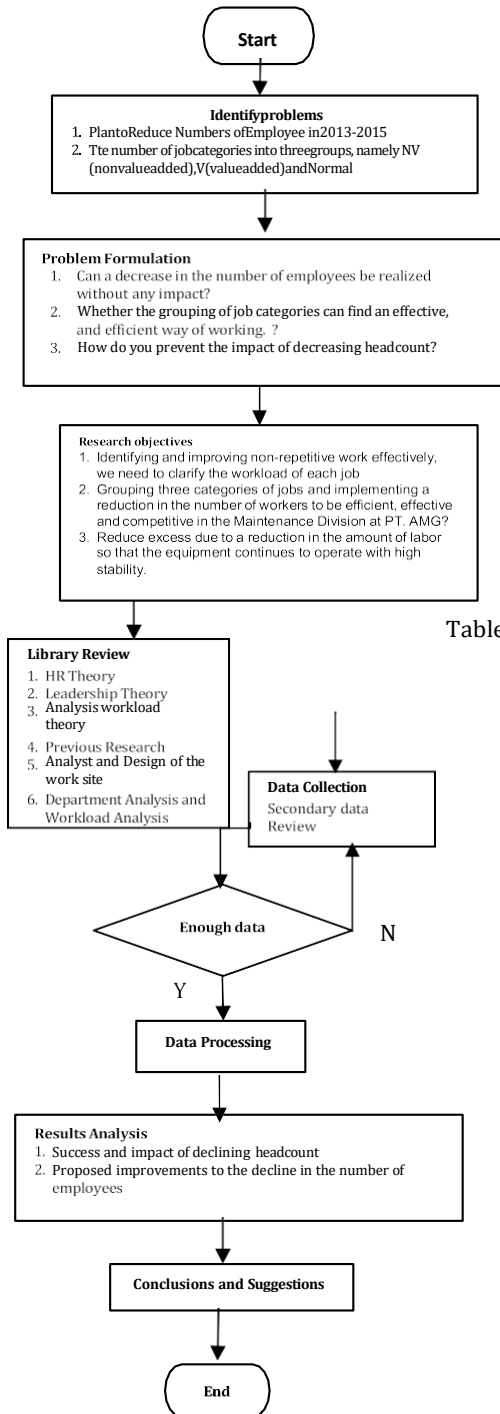 Start
Identifyproblems
1. PlantoReduce Numbers ofEmployee in2013-2015
2. Tte number of jobcategories into threegroups, namely NV
(nonvalueadded),V(valueadded)andNormal
Problem Formulation
1. Can a decrease in the number of employees be realized
without any impact?
2. Whether the grouping of job categories can find an effective,
and efficient way of working. ?
3. How do you prevent the impact of decreasing headcount?
Research objectives
1. Identifying and improving non-repetitive work effectively,
we need to clarify the workload of each job
2. Grouping three categories of jobs and implementing a
reduction in the number of workers to be efficient, effective
and competitive in the Maintenance Division at PT. AMG?
3. Reduce excess due to a reduction in the amount of labor
so that the equipment continues to operate with high
stability.
Table
Library Review
1. HR Theory
2. Leadership Theory
3. Analysis workload
theory
4. Previous Research
5. Analyst and Design of the
work site
6. Department Analysis and
Workload Analysis
Data Collection
Secondary data
Review
Enough data
N
Y
Data Processing
Results Analysis
1. Success and impact of declining headcount
2. Proposed improvements to the decline in the number of
employees
Conclusions and Suggestions
End